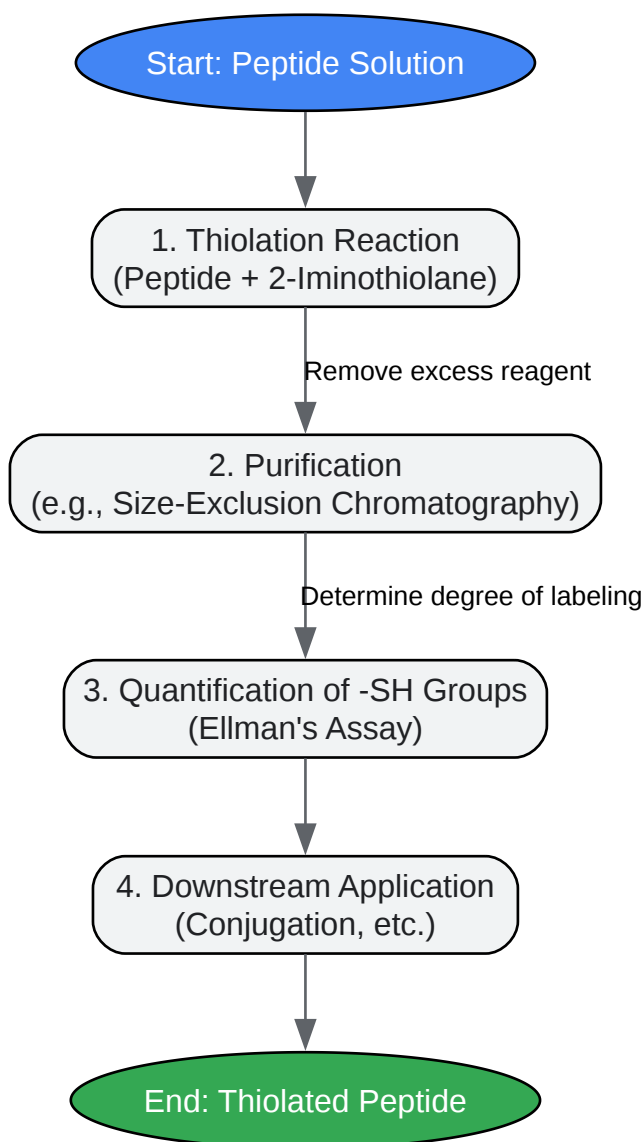 Start: Peptide Solution
1. Thiolation Reaction
(Peptide + 2-Iminothiolane)
Remove excess reagent
2. Purification
(e.g., Size-Exclusion Chromatography)
Determine degree of labeling
3. Quantification of -SH Groups
(Ellman's Assay)
4. Downstream Application
(Conjugation, etc.)
End: Thiolated Peptide